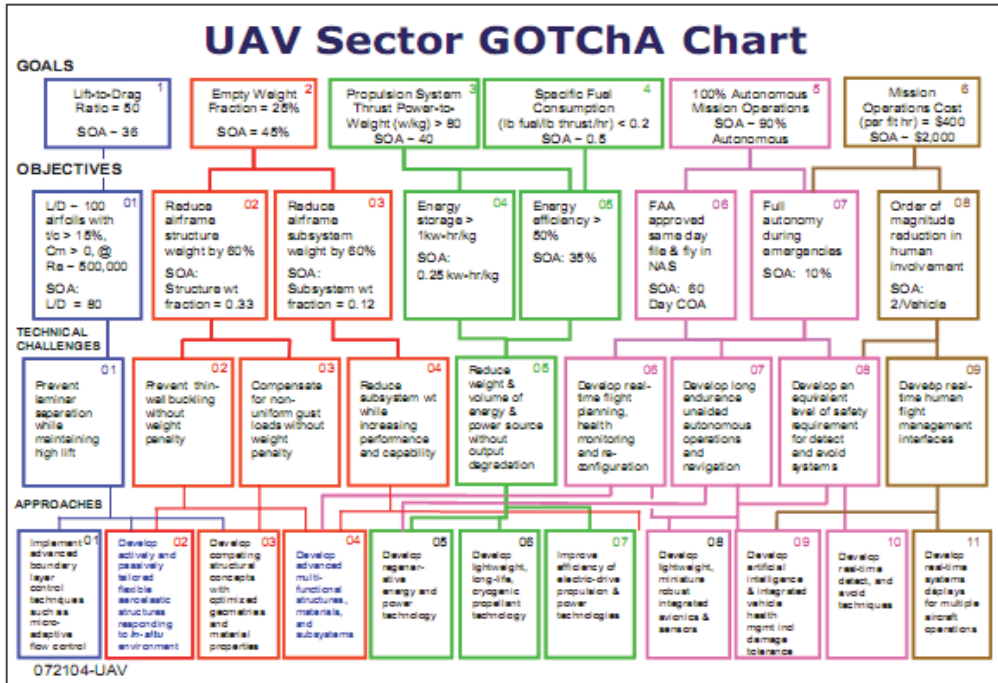 UAV Sector GOTChA Chart
GOALS
1
Lift-to-Drag
Ratio = 50
SOA ~ 36
2
Empty Weight
Fraction = 25%
SOA = 45%
3
Propulsion System
Thrust Power-to-
Weight (w/kg) > 80
SOA ~ 40
4
Specific Fuel
Consumption
(lb fuel/lb thrust/hr) < 0.2
SOA ~ 0.5
5
100% Autonomous
Mission Operations
SOA ~ 90%
Autonomous
6
Mission
Operations Cost
(per flt hr) = $400
SOA ~ $2,000
OBJECTIVES
01
L/D ~ 100
airfoils with
t/c > 15%,
Cm > 0, @
Re ~ 500,000
SOA:
L/D = 80
02
Reduce
airframe
structure
weight by 60%
SOA:
Structure wt
fraction = 0.33
03
Reduce
airframe
subsystem
weight by 60%
SOA:
Subsystem wt
fraction = 0.12
04
Energy
storage >
1kw-hr/kg
SOA:
0.25 kw-hr/kg
05
Energy
efficiency >
50%
SOA: 35%
06
FAA
approved
same day
file & fly in
NAS
SOA: 60
Day COA
07
Full
autonomy
during
emergencies
SOA: 10%
08
Order of
magnitude
reduction in
human
involvement
SOA:
2/Vehicle
TECHNICAL
CHALLENGES
01
Prevent
laminar
separation
while
maintaining
high lift
02
Prevent thin-
wall buckling
without
weight
penalty
03
Compensate
for non-
uniform gust
loads without
weight
penalty
04
Reduce
subsystem wt
while
increasing
performance
and capability
05
Reduce
weight &
volume of
energy &
power source
without
output
degradation
06
Develop real-
time flight
planning,
health
monitoring
and re-
configuration
07
Develop long
endurance
unaided
autonomous
operations
and
navigation
08
Develop an
equivalent
level of safety
requirement
for detect
and avoid
systems
09
Develop real-
time human
flight
management
interfaces
APPROACHES
01
Implement
advanced
boundary
layer
control
techniques
such as
micro-
adaptive
flow control
02
Develop
actively and
passively
tailored
flexible
aeroelastic
structures
responding
to in-situ
environment
03
Develop
competing
structural
concepts
with
optimized
geometries
and
material
properties
04
Develop
advanced
multi-
functional
structures,
materials,
and
subsystems
05
Develop
regener-
ative
energy and
power
technology
06
Develop
lightweight,
long-life,
cryogenic
propellant
technology
07
Improve
efficiency of
electric-drive
propulsion &
power
technologies
08
Develop
lightweight,
miniature
robust
integrated
avionics &
sensors
09
Develop
artificial
intelligence
& integrated
vehicle
health
mgmt incl
damage
tolerance
10
Develop
real-time
detect, and
avoid
techniques
11
Develop
real-time
systems
displays
for multiple
aircraft
operations
072104-UAV